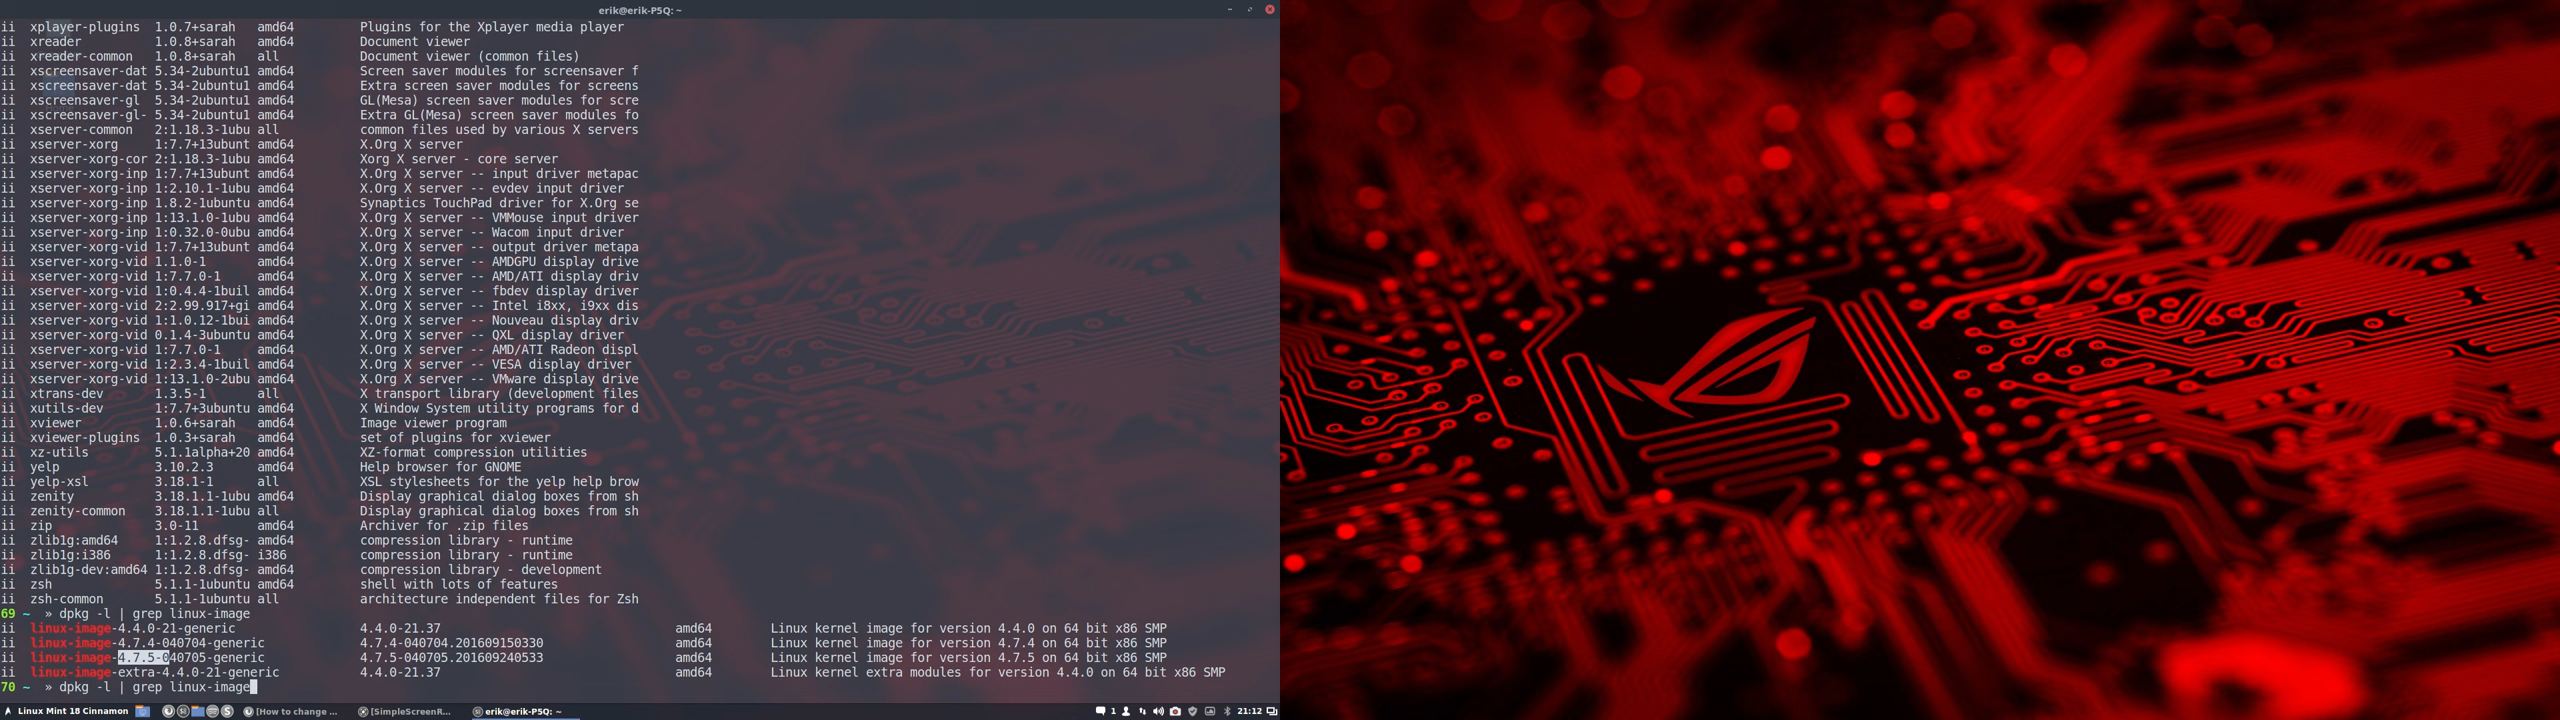 erik@erik-P5Q: ~
ii xplayer-plugins 1.0.7+sarah amd64 Plugins for the Xplayer media player
ii xreader 1.0.8+sarah amd64 Document viewer
ii xreader-common 1.0.8+sarah all Document viewer (common files)
ii xscreensaver-dat 5.34-2ubuntu1 amd64 Screen saver modules for screensaver f
ii xscreensaver-dat 5.34-2ubuntu1 amd64 Extra screen saver modules for screens
ii xscreensaver-gl 5.34-2ubuntu1 amd64 GL(Mesa) screen saver modules for scre
ii xscreensaver-gl- 5.34-2ubuntu1 amd64 Extra GL(Mesa) screen saver modules fo
ii xserver-common 2:1.18.3-1ubu all common files used by various X servers
ii xserver-xorg 1:7.7+13ubunt amd64 X.Org X server
ii xserver-xorg-cor 2:1.18.3-1ubu amd64 Xorg X server - core server
ii xserver-xorg-inp 1:7.7+13ubunt amd64 X.Org X server -- input driver metapac
ii xserver-xorg-inp 1:2.10.1-1ubu amd64 X.Org X server -- evdev input driver
ii xserver-xorg-inp 1.8.2-1ubuntu amd64 Synaptics TouchPad driver for X.Org se
ii xserver-xorg-inp 1:13.1.0-1ubu amd64 X.Org X server -- VMMouse input driver
ii xserver-xorg-inp 1:0.32.0-0ubu amd64 X.Org X server -- Wacom input driver
ii xserver-xorg-vid 1:7.7+13ubunt amd64 X.Org X server -- output driver metapa
ii xserver-xorg-vid 1.1.0-1 amd64 X.Org X server -- AMDGPU display drive
ii xserver-xorg-vid 1:7.7.0-1 amd64 X.Org X server -- AMD/ATI display driv
ii xserver-xorg-vid 1:0.4.4-1buil amd64 X.Org X server -- fbdev display driver
ii xserver-xorg-vid 2:2.99.917+gi amd64 X.Org X server -- Intel i8xx, i9xx dis
ii xserver-xorg-vid 1:1.0.12-1bui amd64 X.Org X server -- Nouveau display driv
ii xserver-xorg-vid 0.1.4-3ubuntu amd64 X.Org X server -- QXL display driver
ii xserver-xorg-vid 1:7.7.0-1 amd64 X.Org X server -- AMD/ATI Radeon displ
ii xserver-xorg-vid 1:2.3.4-1buil amd64 X.Org X server -- VESA display driver
ii xserver-xorg-vid 1:13.1.0-2ubu amd64 X.Org X server -- VMware display drive
ii xtrans-dev 1.3.5-1 all X transport library (development files
ii xutils-dev 1:7.7+3ubuntu amd64 X Window System utility programs for d
ii xviewer 1.0.6+sarah amd64 Image viewer program
ii xviewer-plugins 1.0.3+sarah amd64 set of plugins for xviewer
ii xz-utils 5.1.1alpha+20 amd64 XZ-format compression utilities
ii yelp 3.10.2.3 amd64 Help browser for GNOME
ii yelp-xsl 3.18.1-1 all XSL stylesheets for the yelp help brow
ii zenity 3.18.1.1-1ubu amd64 Display graphical dialog boxes from sh
ii zenity-common 3.18.1.1-1ubu all Display graphical dialog boxes from sh
ii zip 3.0-11 amd64 Archiver for .zip files
ii zlib1g:amd64 1:1.2.8.dfsg- amd64 compression library - runtime
ii zlib1g:i386 1:1.2.8.dfsg- i386 compression library - runtime
ii zlib1g-dev:amd64 1:1.2.8.dfsg- amd64 compression library - development
ii zsh 5.1.1-1ubuntu amd64 shell with lots of features
ii zsh-common 5.1.1-1ubuntu all architecture independent files for Zsh
69 ~ » dpkg -l | grep linux-image
ii linux-image-4.4.0-21-generic 4.4.0-21.37 amd64 Linux kernel image for version 4.4.0 on 64 bit x86 SMP
ii linux-image-4.7.4-040704-generic 4.7.4-040704.201609150330 amd64 Linux kernel image for version 4.7.4 on 64 bit x86 SMP
ii linux-image-4.7.5-040705-generic 4.7.5-040705.201609240533 amd64 Linux kernel image for version 4.7.5 on 64 bit x86 SMP
ii linux-image-extra-4.4.0-21-generic 4.4.0-21.37 amd64 Linux kernel extra modules for version 4.4.0 on 64 bit x86 SMP
70 ~ » dpkg -l | grep linux-image
Linux Mint 18 Cinnamon [How to change ... [SimpleScreenR... erik@erik-P5Q: ~ 1 21:12